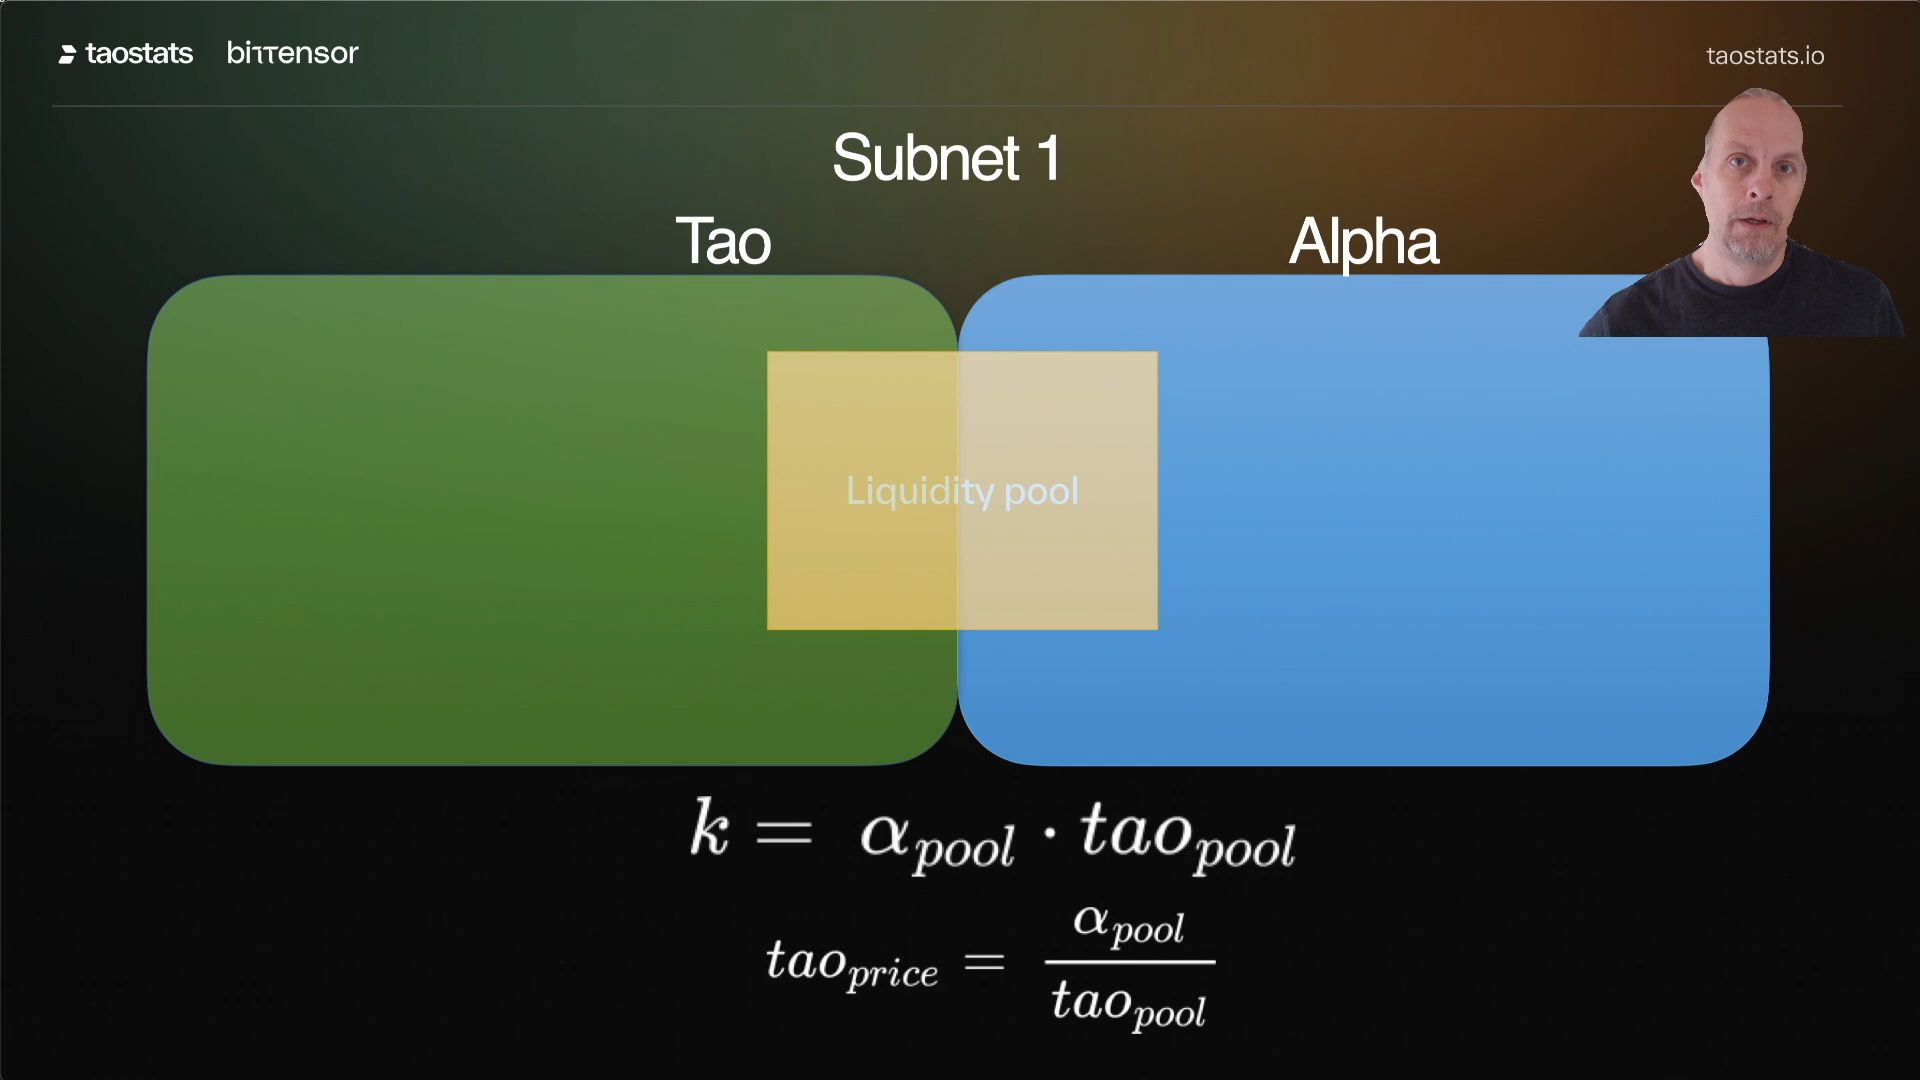 taostats bittensor
taostats.io
Subnet 1
Tao Alpha
Liquidity pool
k = α_pool · tao_pool
tao_price = α_pool / tao_pool